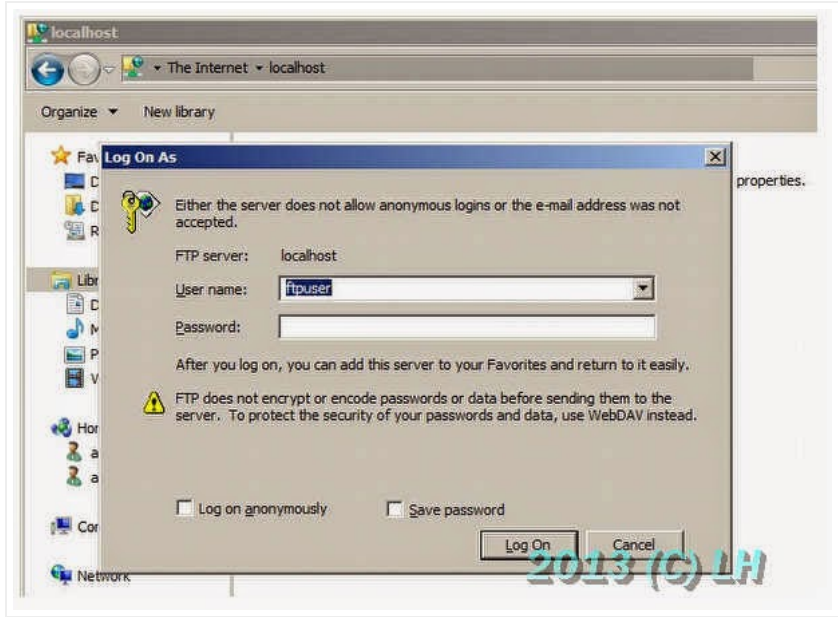 localhost
The Internet localhost
Organize New library
Fav
Log On As
properties.
D
D
R
Either the server does not allow anonymous logins or the e-mail address was not
accepted.
FTP server: localhost
Libr
User name: ftpuser
D
M
Password:
P
After you log on, you can add this server to your Favorites and return to it easily.
V
FTP does not encrypt or encode passwords or data before sending them to the
server. To protect the security of your passwords and data, use WebDAV instead.
Hor
a
a
Log on anonymously Save password
Cor
Log On Cancel
2013 (C) LH
Network